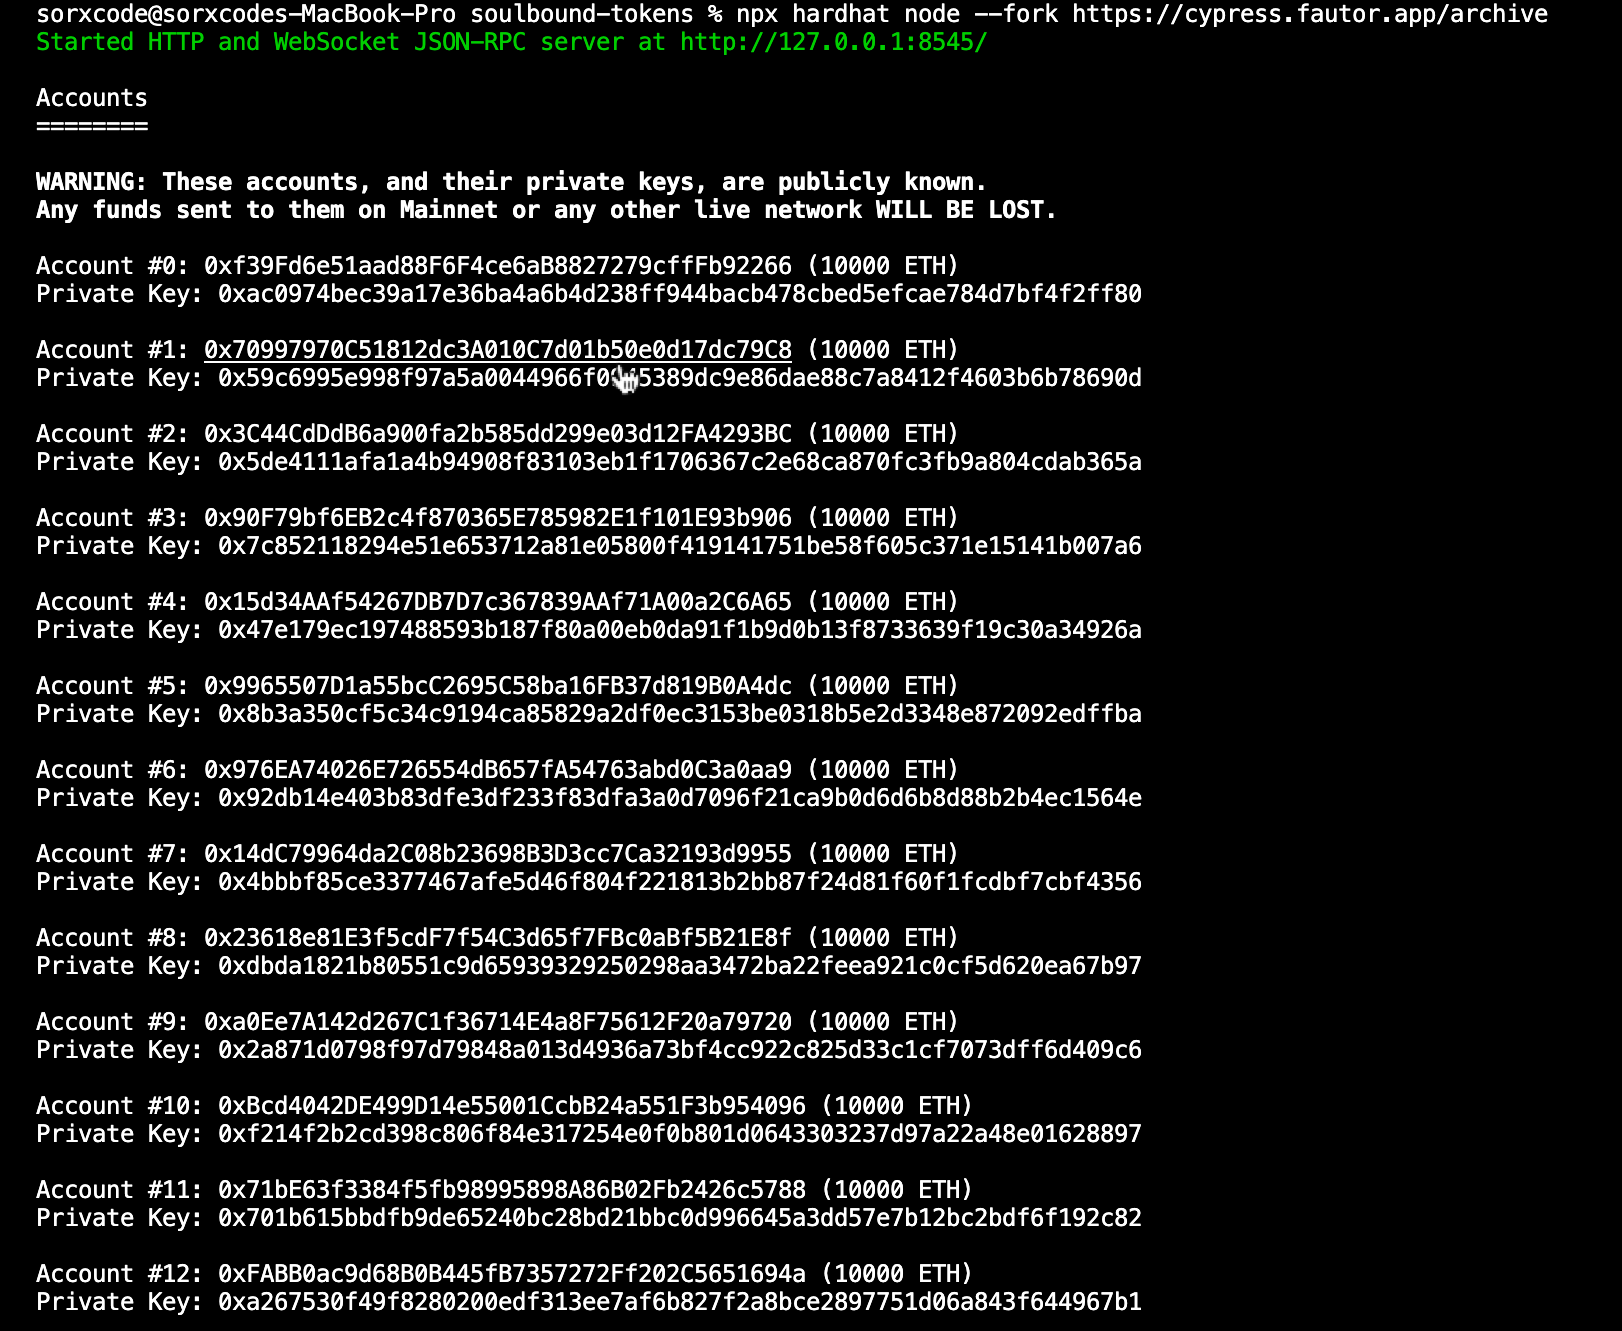 sorxcode@sorxcodes-MacBook-Pro soulbound-tokens % npx hardhat node --fork https://cypress.fautor.app/archive
Started HTTP and WebSocket JSON-RPC server at http://127.0.0.1:8545/
Accounts
========
WARNING: These accounts, and their private keys, are publicly known.
Any funds sent to them on Mainnet or any other live network WILL BE LOST.
Account #0: 0xf39Fd6e51aad88F6F4ce6aB8827279cffFb92266 (10000 ETH)
Private Key: 0xac0974bec39a17e36ba4a6b4d238ff944bacb478cbed5efcae784d7bf4f2ff80
Account #1: 0x70997970C51812dc3A010C7d01b50e0d17dc79C8 (10000 ETH)
Private Key:
Account #2: 0x3C44CdDdB6a900fa2b585dd299e03d12FA4293BC (10000 ETH)
Private Key: 0x5de4111afa1a4b94908f83103eb1f1706367c2e68ca870fc3fb9a804cdab365a
Account #3: 0x90F79bf6EB2c4f870365E785982E1f101E93b906 (10000 ETH)
Private Key: 0x7c852118294e51e653712a81e05800f419141751be58f605c371e15141b007a6
Account #4: 0x15d34AAf54267DB7D7c367839AAf71A00a2C6A65 (10000 ETH)
Private Key: 0x47e179ec197488593b187f80a00eb0da91f1b9d0b13f8733639f19c30a34926a
Account #5: 0x9965507D1a55bcC2695C58ba16FB37d819B0A4dc (10000 ETH)
Private Key: 0x8b3a350cf5c34c9194ca85829a2df0ec3153be0318b5e2d3348e872092edffba
Account #6: 0x976EA74026E726554dB657fA54763abd0C3a0aa9 (10000 ETH)
Private Key: 0x92db14e403b83dfe3df233f83dfa3a0d7096f21ca9b0d6d6b8d88b2b4ec1564e
Account #7: 0x14dC79964da2C08b23698B3D3cc7Ca32193d9955 (10000 ETH)
Private Key: 0x4bbbf85ce3377467afe5d46f804f221813b2bb87f24d81f60f1fcdbf7cbf4356
Account #8: 0x23618e81E3f5cdF7f54C3d65f7FBc0aBf5B21E8f (10000 ETH)
Private Key: 0xdbda1821b80551c9d65939329250298aa3472ba22feea921c0cf5d620ea67b97
Account #9: 0xa0Ee7A142d267C1f36714E4a8F75612F20a79720 (10000 ETH)
Private Key: 0x2a871d0798f97d79848a013d4936a73bf4cc922c825d33c1cf7073dff6d409c6
Account #10: 0xBcd4042DE499D14e55001CcbB24a551F3b954096 (10000 ETH)
Private Key: 0xf214f2b2cd398c806f84e317254e0f0b801d0643303237d97a22a48e01628897
Account #11: 0x71bE63f3384f5fb98995898A86B02Fb2426c5788 (10000 ETH)
Private Key: 0x701b615bbdfb9de65240bc28bd21bbc0d996645a3dd57e7b12bc2bdf6f192c82
Account #12: 0xFABB0ac9d68B0B445fB7357272Ff202C5651694a (10000 ETH)
Private Key: 0xa267530f49f8280200edf313ee7af6b827f2a8bce2897751d06a843f644967b1